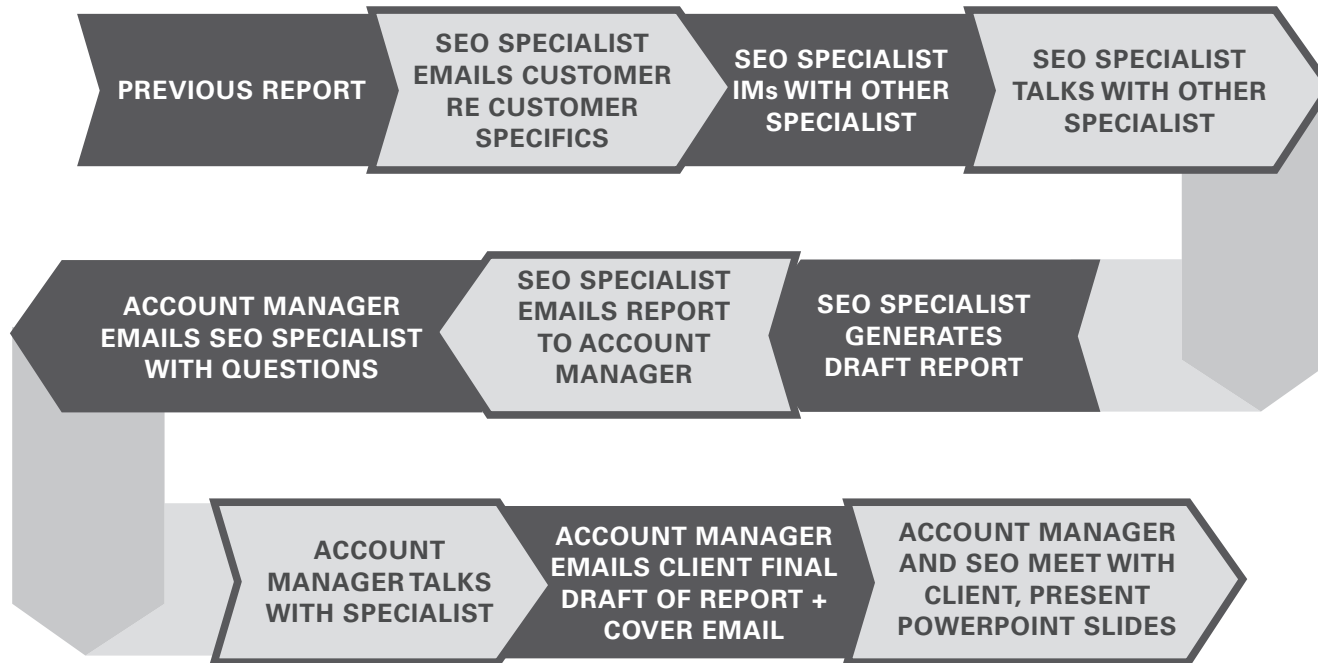 PREVIOUS REPORT
SEO SPECIALIST
EMAILS CUSTOMER
RE CUSTOMER
SPECIFICS
SEO SPECIALIST
IMs WITH OTHER
SPECIALIST
SEO SPECIALIST
TALKS WITH OTHER
SPECIALIST
SEO SPECIALIST
GENERATES
DRAFT REPORT
SEO SPECIALIST
EMAILS REPORT
TO ACCOUNT
MANAGER
ACCOUNT MANAGER
EMAILS SEO SPECIALIST
WITH QUESTIONS
ACCOUNT
MANAGER TALKS
WITH SPECIALIST
ACCOUNT MANAGER
EMAILS CLIENT FINAL
DRAFT OF REPORT +
COVER EMAIL
ACCOUNT MANAGER
AND SEO MEET WITH
CLIENT, PRESENT
POWERPOINT SLIDES